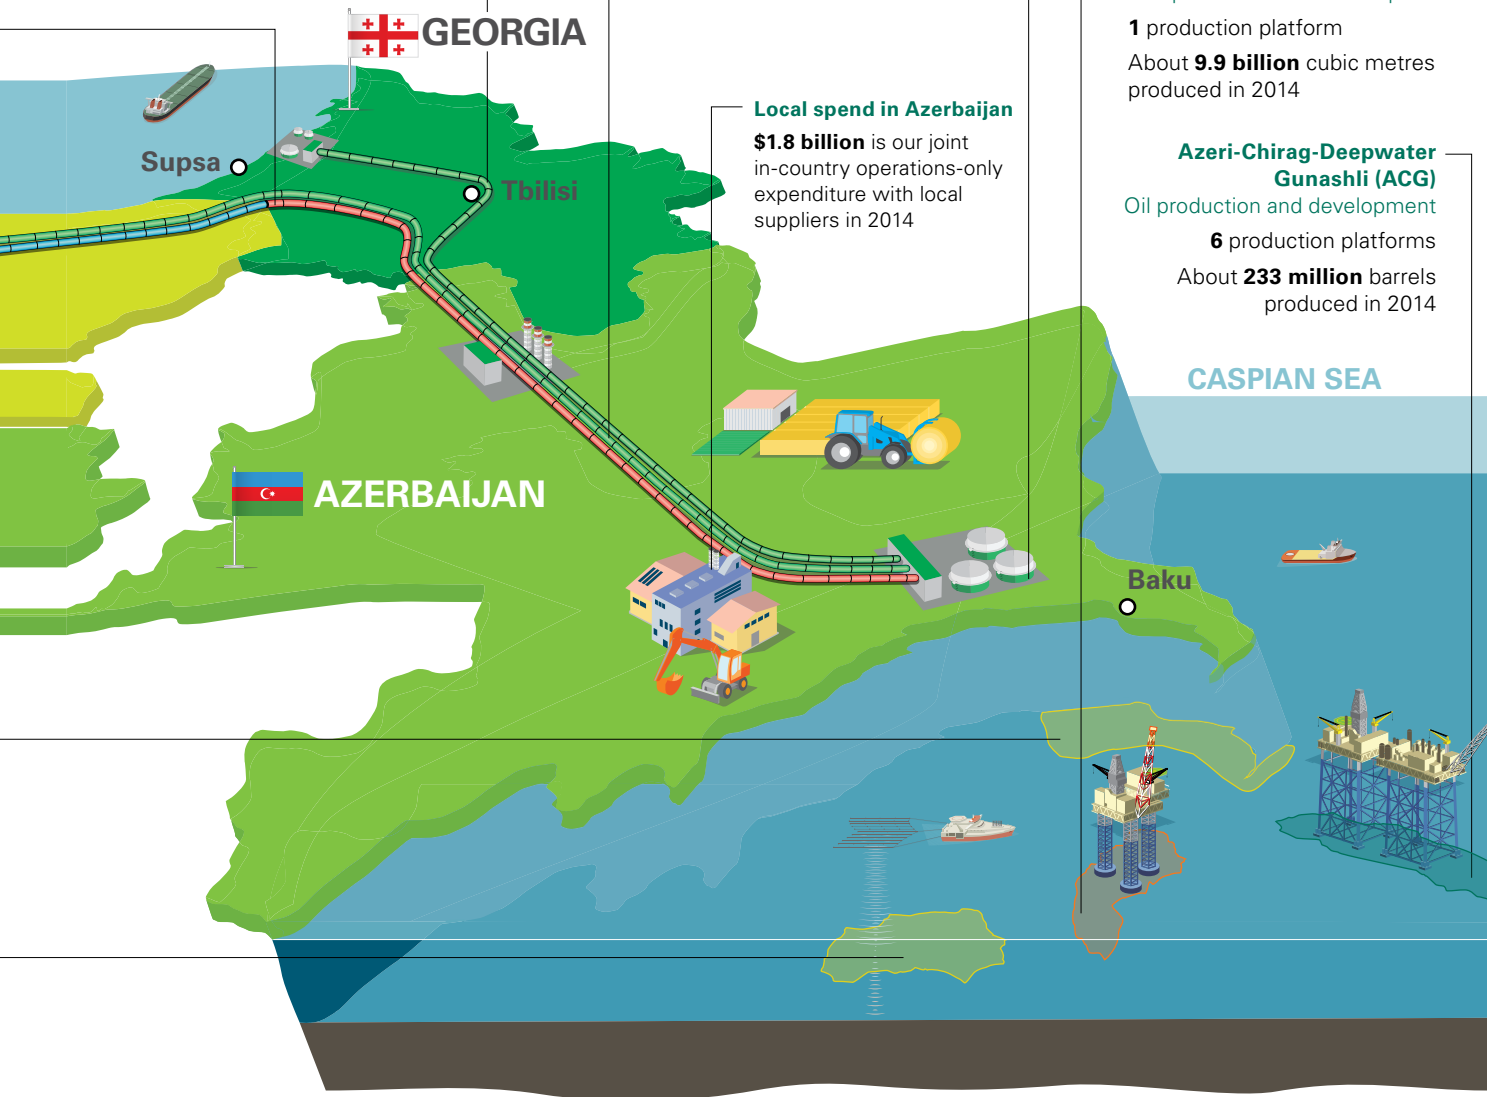 GEORGIA
1 production platform
About 9.9 billion cubic metres
produced in 2014
Local spend in Azerbaijan
$1.8 billion is our joint
in-country operations-only
expenditure with local
suppliers in 2014
Azeri-Chirag-Deepwater
Gunashli (ACG)
Oil production and development
6 production platforms
About 233 million barrels
produced in 2014
Supsa
Tbilisi
CASPIAN SEA
AZERBAIJAN
Baku